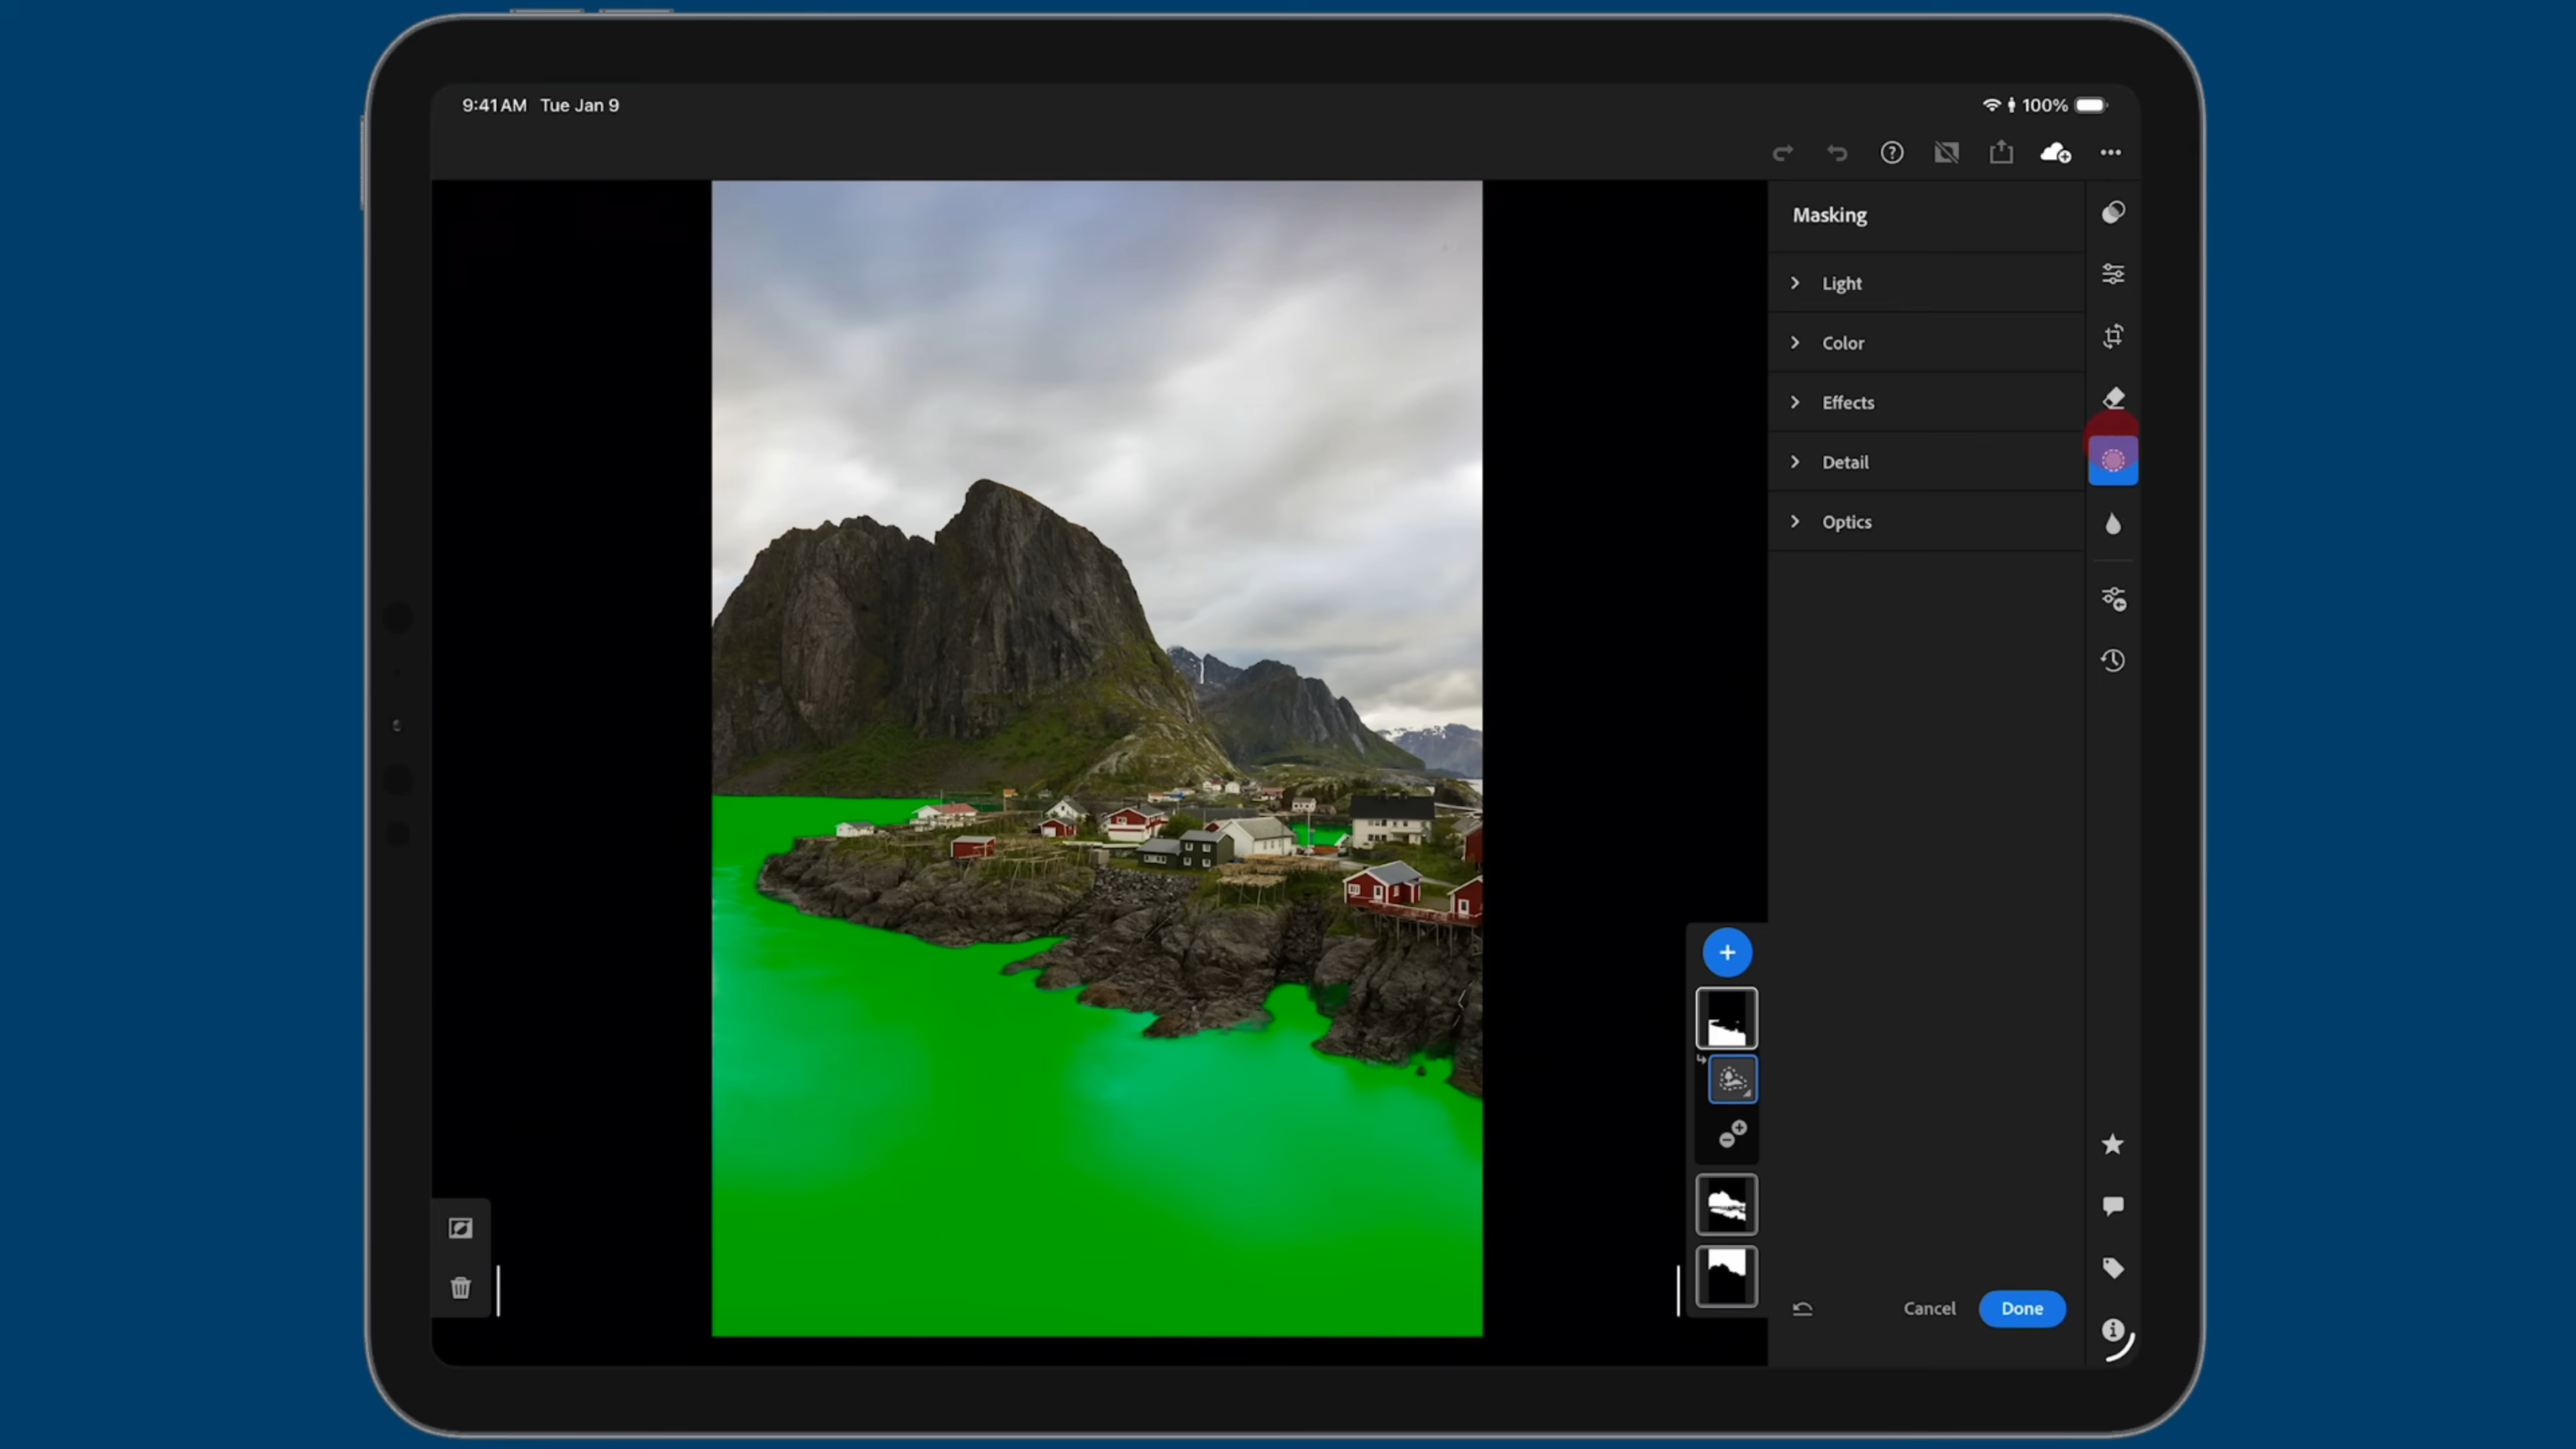 9:41 AM Tue Jan 9
100%
Masking
Light
Color
Effects
Detail
Optics
Cancel
Done